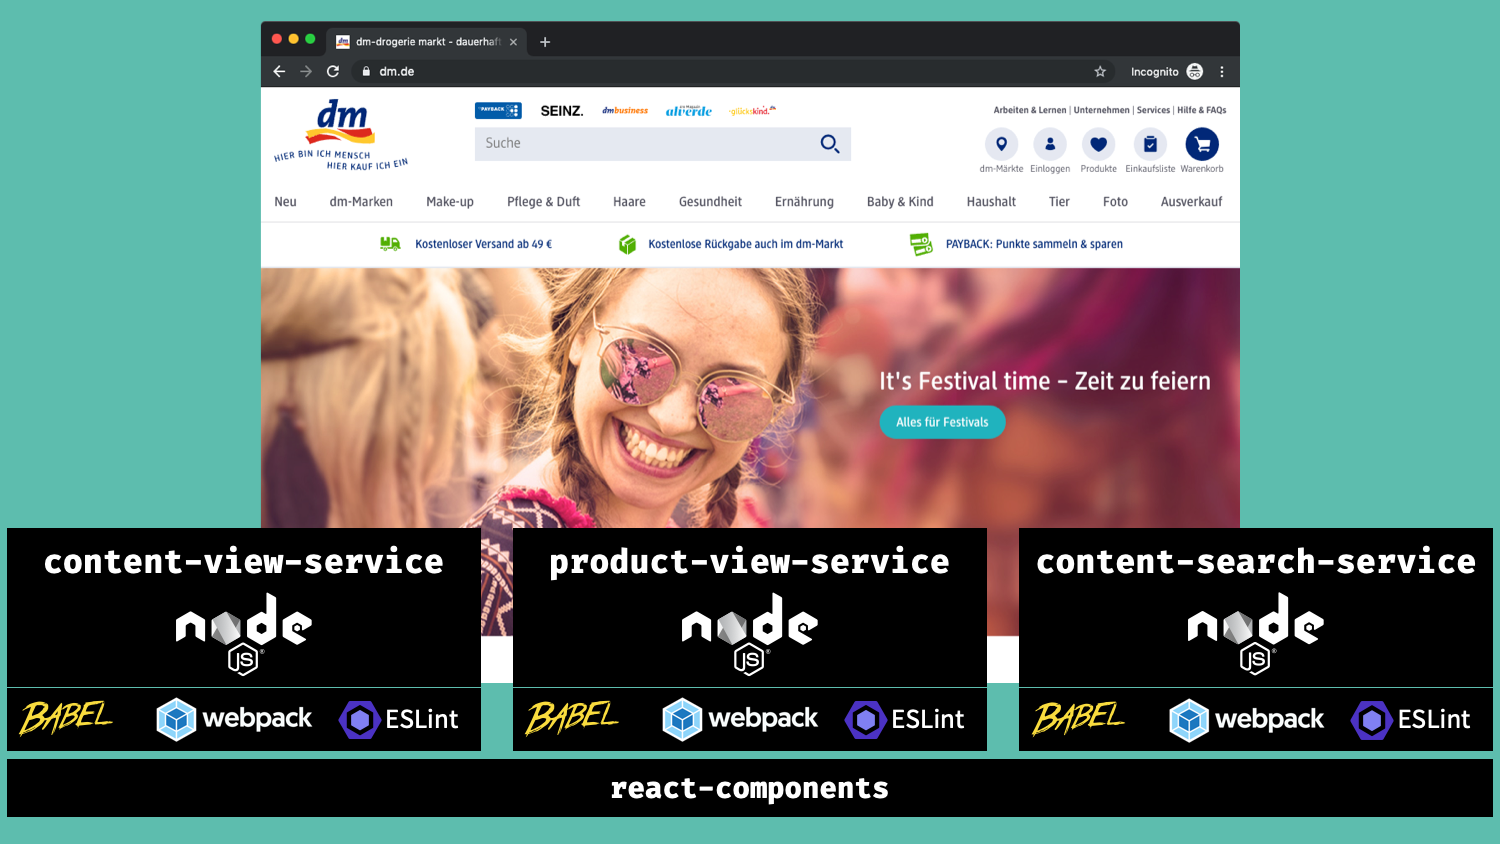 dm-drogerie markt - dauerhaft
dm.de
Incognito
dm
HIER BIN ICH MENSCH
HIER KAUF ICH EIN
PAYBACK
SEINZ.
dmbusiness
alverde
glückskind.
Arbeiten & Lernen | Unternehmen | Services | Hilfe & FAQs
Suche
dm-Märkte Einloggen Produkte Einkaufsliste Warenkorb
Neu dm-Marken Make-up Pflege & Duft Haare Gesundheit Ernährung Baby & Kind Haushalt Tier Foto Ausverkauf
Kostenloser Versand ab 49 € Kostenlose Rückgabe auch im dm-Markt PAYBACK: Punkte sammeln & sparen
It's Festival time – Zeit zu feiern
Alles für Festivals
content-view-service
node
JS
BABEL webpack ESLint
product-view-service
node
JS
BABEL webpack ESLint
content-search-service
node
JS
BABEL webpack ESLint
react-components